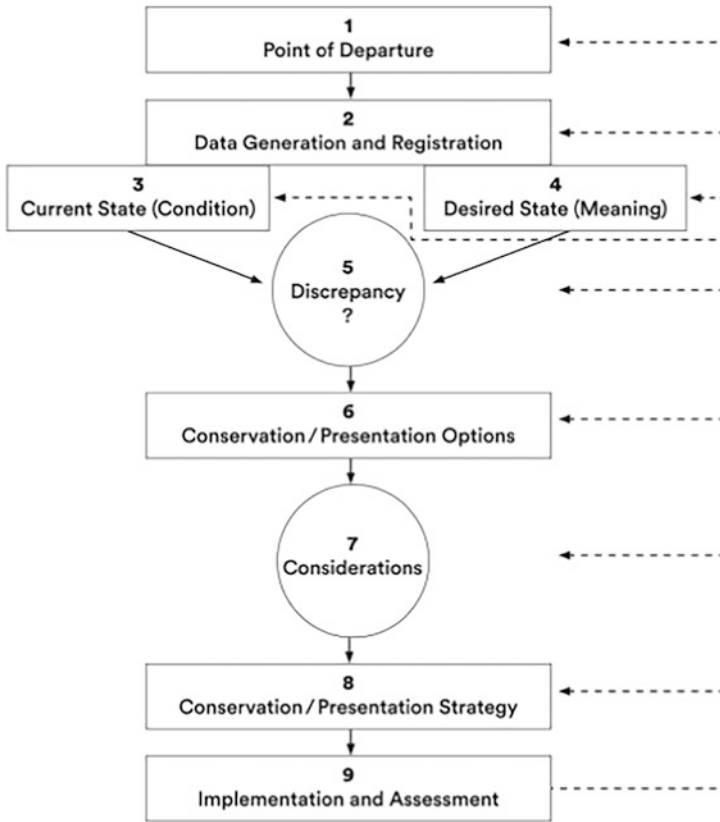 1
Point of Departure
2
Data Generation and Registration
3
Current State (Condition)
4
Desired State (Meaning)
5
Discrepancy
?
6
Conservation / Presentation Options
7
Considerations
8
Conservation / Presentation Strategy
9
Implementation and Assessment